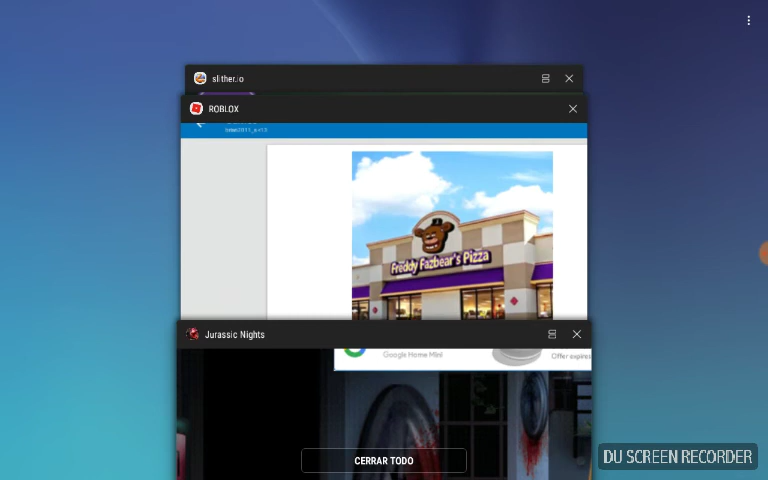 slither.io
ROBLOX
Freddy Fazbear's Pizza
Jurassic Nights
Google Home Mini
Offer expires
CERRAR TODO
DU SCREEN RECORDER